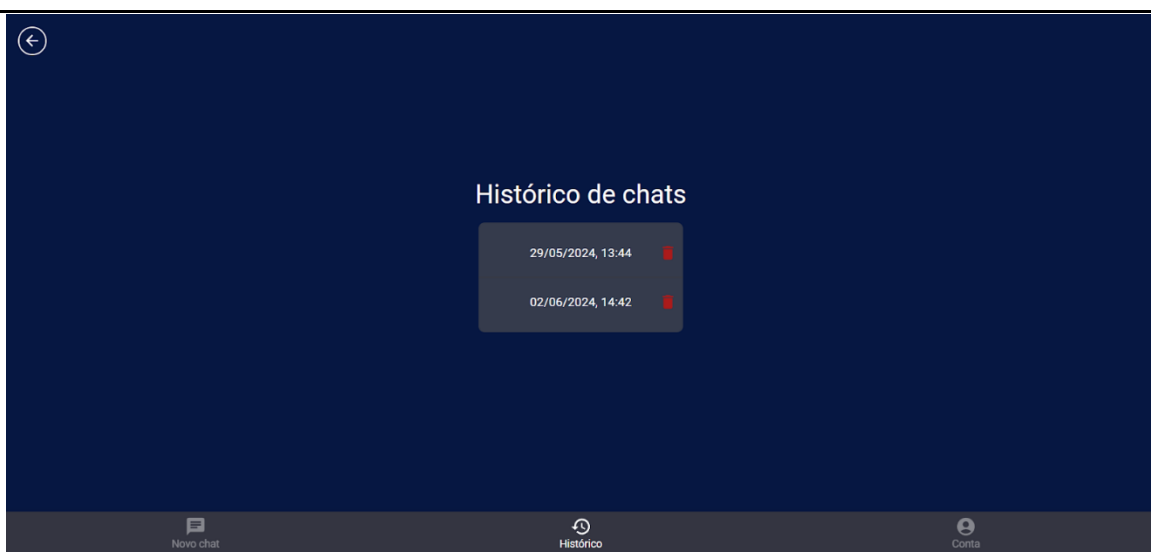 Histórico de chats
29/05/2024, 13:44
02/06/2024, 14:42
Novo chat
Histórico
Conta